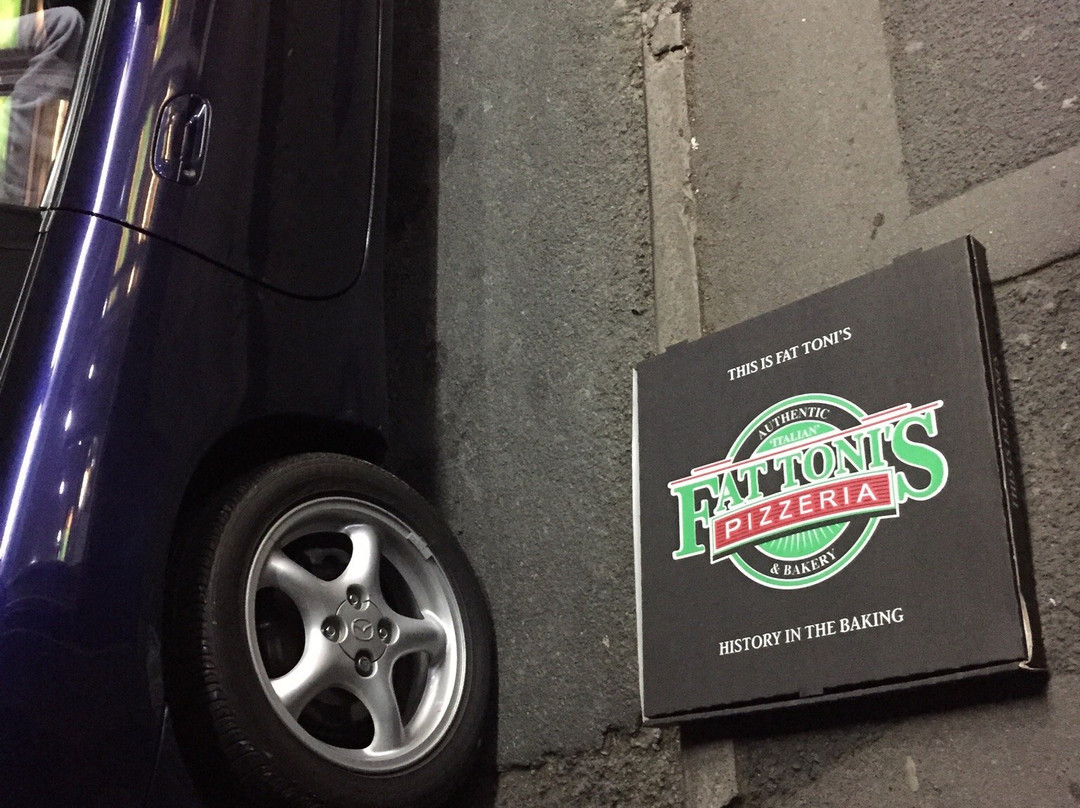 THIS IS FAT TONI'S
AUTHENTIC
"ITALIAN"
FAT TONI'S
PIZZERIA
& BAKERY
HISTORY IN THE BAKING